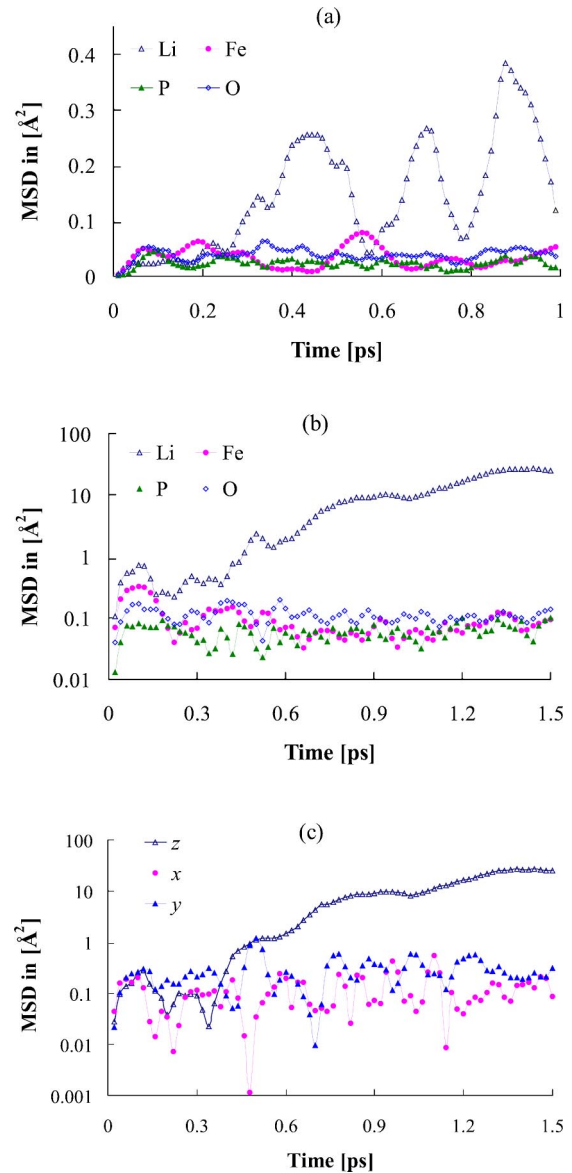 (a)
Li Fe
P O
MSD in [Å²]
0.4
0.3
0.2
0.1
0
0 0.2 0.4 0.6 0.8 1
Time [ps]
(b)
100
Li Fe
P O
10
1
0.1
0.01
MSD in [Å²]
0 0.3 0.6 0.9 1.2 1.5
Time [ps]
(c)
100
z
x
y
10
1
0.1
0.01
0.001
MSD in [Å²]
0 0.3 0.6 0.9 1.2 1.5
Time [ps]